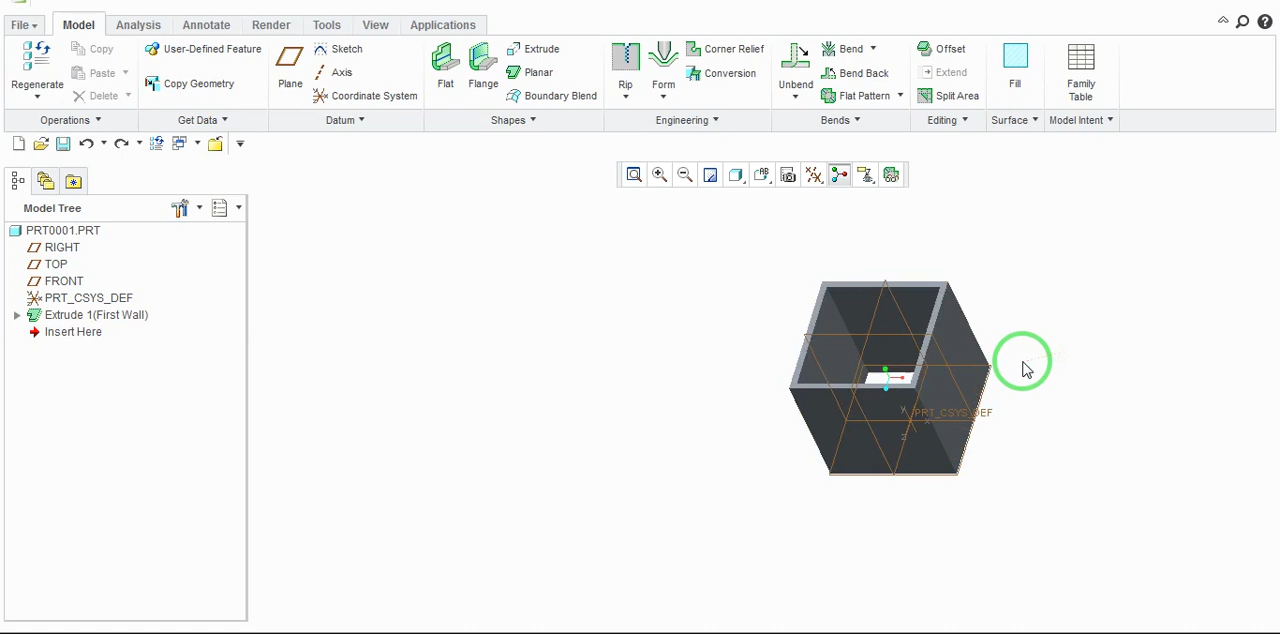 File
Model
Analysis
Annotate
Render
Tools
View
Applications
Regenerate
Copy
Paste
Delete
User-Defined Feature
Copy Geometry
Plane
Sketch
Axis
Coordinate System
Flat
Flange
Extrude
Planar
Boundary Blend
Rip
Form
Corner Relief
Conversion
Unbend
Bend
Bend Back
Flat Pattern
Offset
Extend
Split Area
Fill
Family
Table
Operations
Get Data
Datum
Shapes
Engineering
Bends
Editing
Surface
Model Intent
Model Tree
PRT0001.PRT
RIGHT
TOP
FRONT
PRT_CSYS_DEF
Extrude 1(First Wall)
Insert Here
PRT_CSYS_DEF